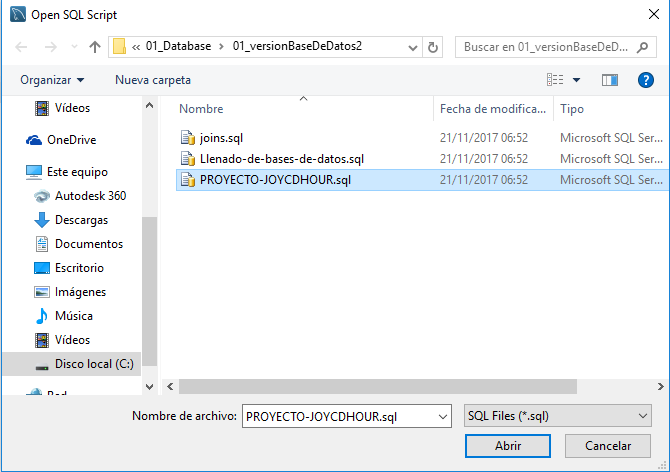 Open SQL Script
« 01_Database › 01_versionBaseDeDatos2
Buscar en 01_versionBaseDeD...
Organizar
Nueva carpeta
Vídeos
OneDrive
Este equipo
Autodesk 360
Descargas
Documentos
Escritorio
Imágenes
Música
Vídeos
Disco local (C:)
Nombre Fecha de modifica... Tipo
joins.sql 21/11/2017 06:52 Microsoft SQL Ser...
Llenado-de-bases-de-datos.sql 21/11/2017 06:52 Microsoft SQL Ser...
PROYECTO-JOYCDHOUR.sql 21/11/2017 06:52 Microsoft SQL Ser...
Nombre de archivo: PROYECTO-JOYCDHOUR.sql SQL Files (*.sql)
Abrir Cancelar